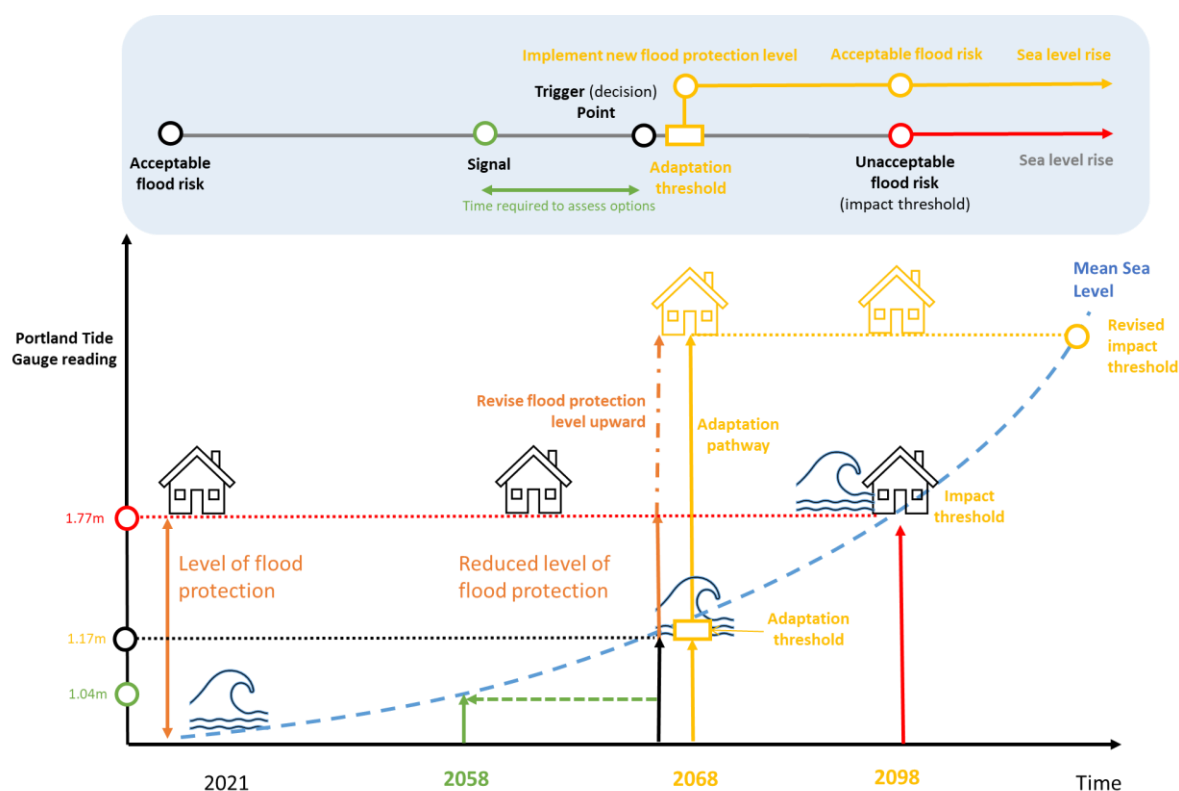 Implement new flood protection level
Acceptable flood risk
Sea level rise
Trigger (decision)
Point
Acceptable
flood risk
Signal
Adaptation
threshold
Unacceptable
flood risk
(impact threshold)
Sea level rise
Time required to assess options
Mean Sea
Level
Portland Tide
Gauge reading
Revised
impact
threshold
Revise flood protection
level upward
Adaptation
pathway
Impact
threshold
1.77m
Level of flood
protection
Reduced level of
flood protection
1.17m
Adaptation
threshold
1.04m
2021
2058
2068
2098
Time